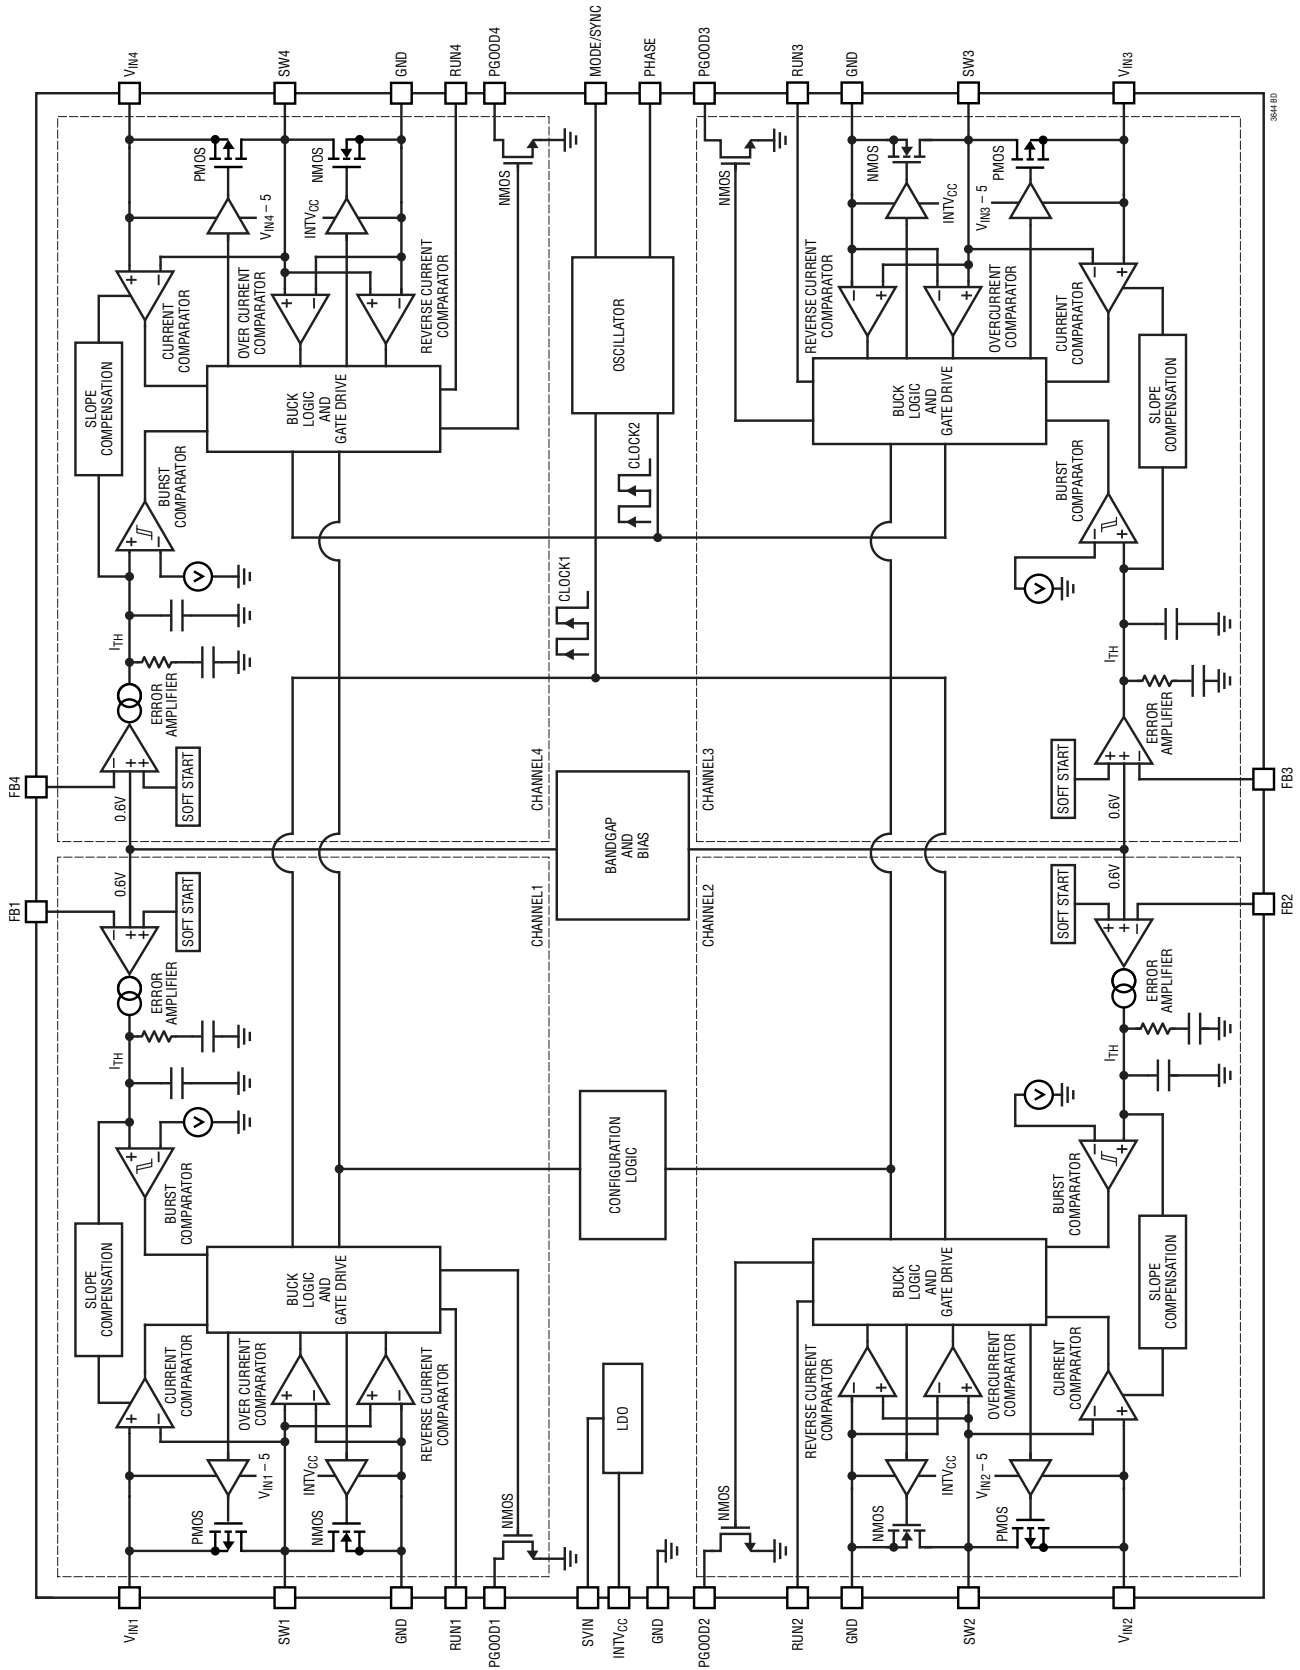 FB1
VIN1
SLOPE
COMPENSATION
CURRENT
COMPARATOR
BURST
COMPARATOR
ITH
ERROR
AMPLIFIER
0.6V
SOFT START
PMOS
VIN1 – 5
OVER CURRENT
COMPARATOR
SW1
BUCK
LOGIC
AND
GATE DRIVE
INTVCC
NMOS
GND
REVERSE CURRENT
COMPARATOR
RUN1
PGOOD1
NMOS
CHANNEL1
FB4
VIN4
SLOPE
COMPENSATION
CURRENT
COMPARATOR
BURST
COMPARATOR
ITH
ERROR
AMPLIFIER
0.6V
SOFT START
PMOS
VIN4 – 5
OVER CURRENT
COMPARATOR
SW4
BUCK
LOGIC
AND
GATE DRIVE
INTVCC
NMOS
GND
REVERSE CURRENT
COMPARATOR
RUN4
PGOOD4
NMOS
CHANNEL4
SVIN
INTVCC
GND
LDO
CONFIGURATION
LOGIC
BANDGAP
AND
BIAS
CLOCK1
CLOCK2
OSCILLATOR
MODE/SYNC
PHASE
CHANNEL2
PGOOD2
NMOS
RUN2
REVERSE CURRENT
COMPARATOR
GND
NMOS
INTVCC
BUCK
LOGIC
AND
GATE DRIVE
SW2
OVERCURRENT
COMPARATOR
VIN2 – 5
PMOS
CURRENT
COMPARATOR
BURST
COMPARATOR
SOFT START
0.6V
ITH
ERROR
AMPLIFIER
VIN2
SLOPE
COMPENSATION
FB2
CHANNEL3
PGOOD3
NMOS
RUN3
REVERSE CURRENT
COMPARATOR
GND
NMOS
INTVCC
BUCK
LOGIC
AND
GATE DRIVE
SW3
OVERCURRENT
COMPARATOR
VIN3 – 5
PMOS
CURRENT
COMPARATOR
BURST
COMPARATOR
SOFT START
0.6V
ITH
ERROR
AMPLIFIER
VIN3
SLOPE
COMPENSATION
FB3
3644 BD